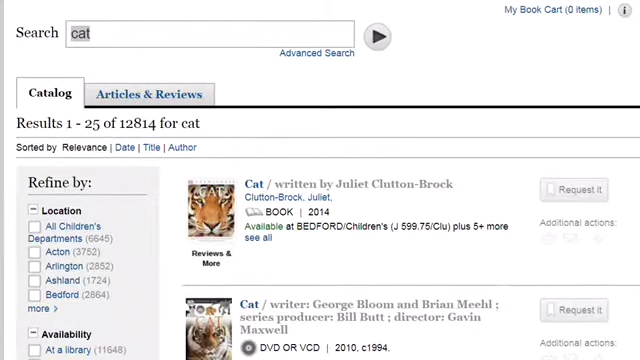 My Book Cart (0 items) | i
Search cat
Advanced Search
Catalog Articles & Reviews
Results 1 - 25 of 12814 for cat
Sorted by Relevance | Date | Title | Author
Refine by:
Location
All Children's
Departments (6645)
Acton (3752)
Arlington (2852)
Ashland (1724)
Bedford (2864)
more >
Availability
At a library (11648)
CAT
Reviews &
More
Cat / written by Juliet Clutton-Brock
Clutton-Brock, Juliet,
BOOK | 2014
Available at BEDFORD/Children's (J 599.75/Clu) plus 5+ more
see all
Request it
Additional actions:
CAT
Cat / writer: George Bloom and Brian Meehl ;
series producer: Bill Butt ; director: Gavin
Maxwell
DVD OR VCD | 2010, c1994.
Request it
Additional actions: